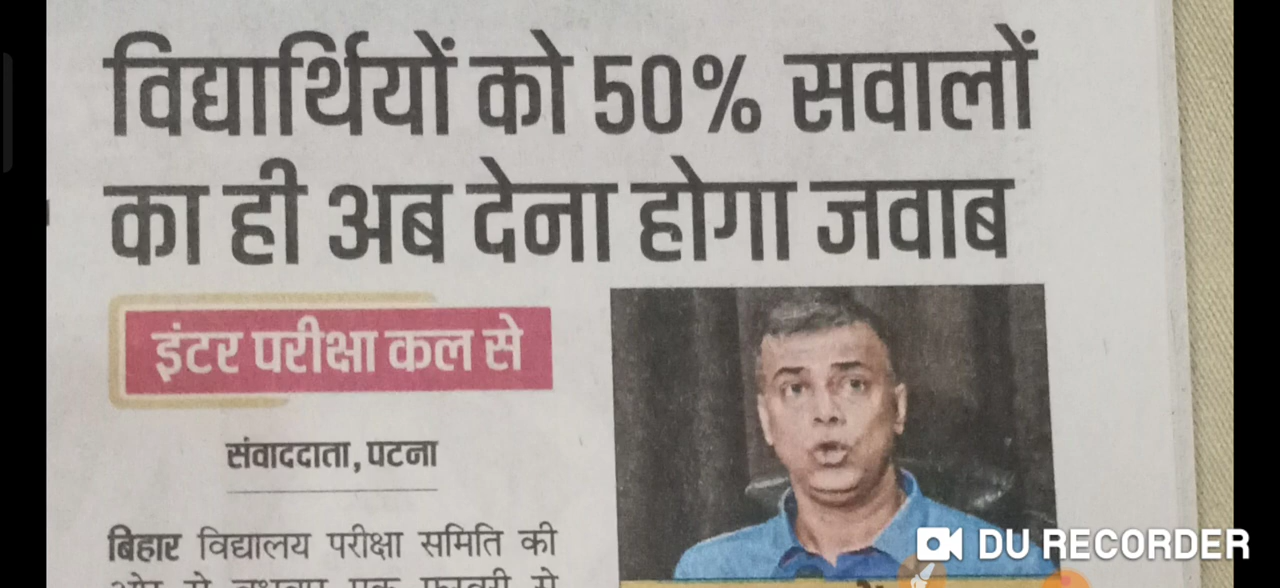 विद्यार्थियों को 50% सवालों
का ही अब देना होगा जवाब
इंटर परीक्षा कल से
संवाददाता, पटना
बिहार विद्यालय परीक्षा समिति की
DU RECORDER